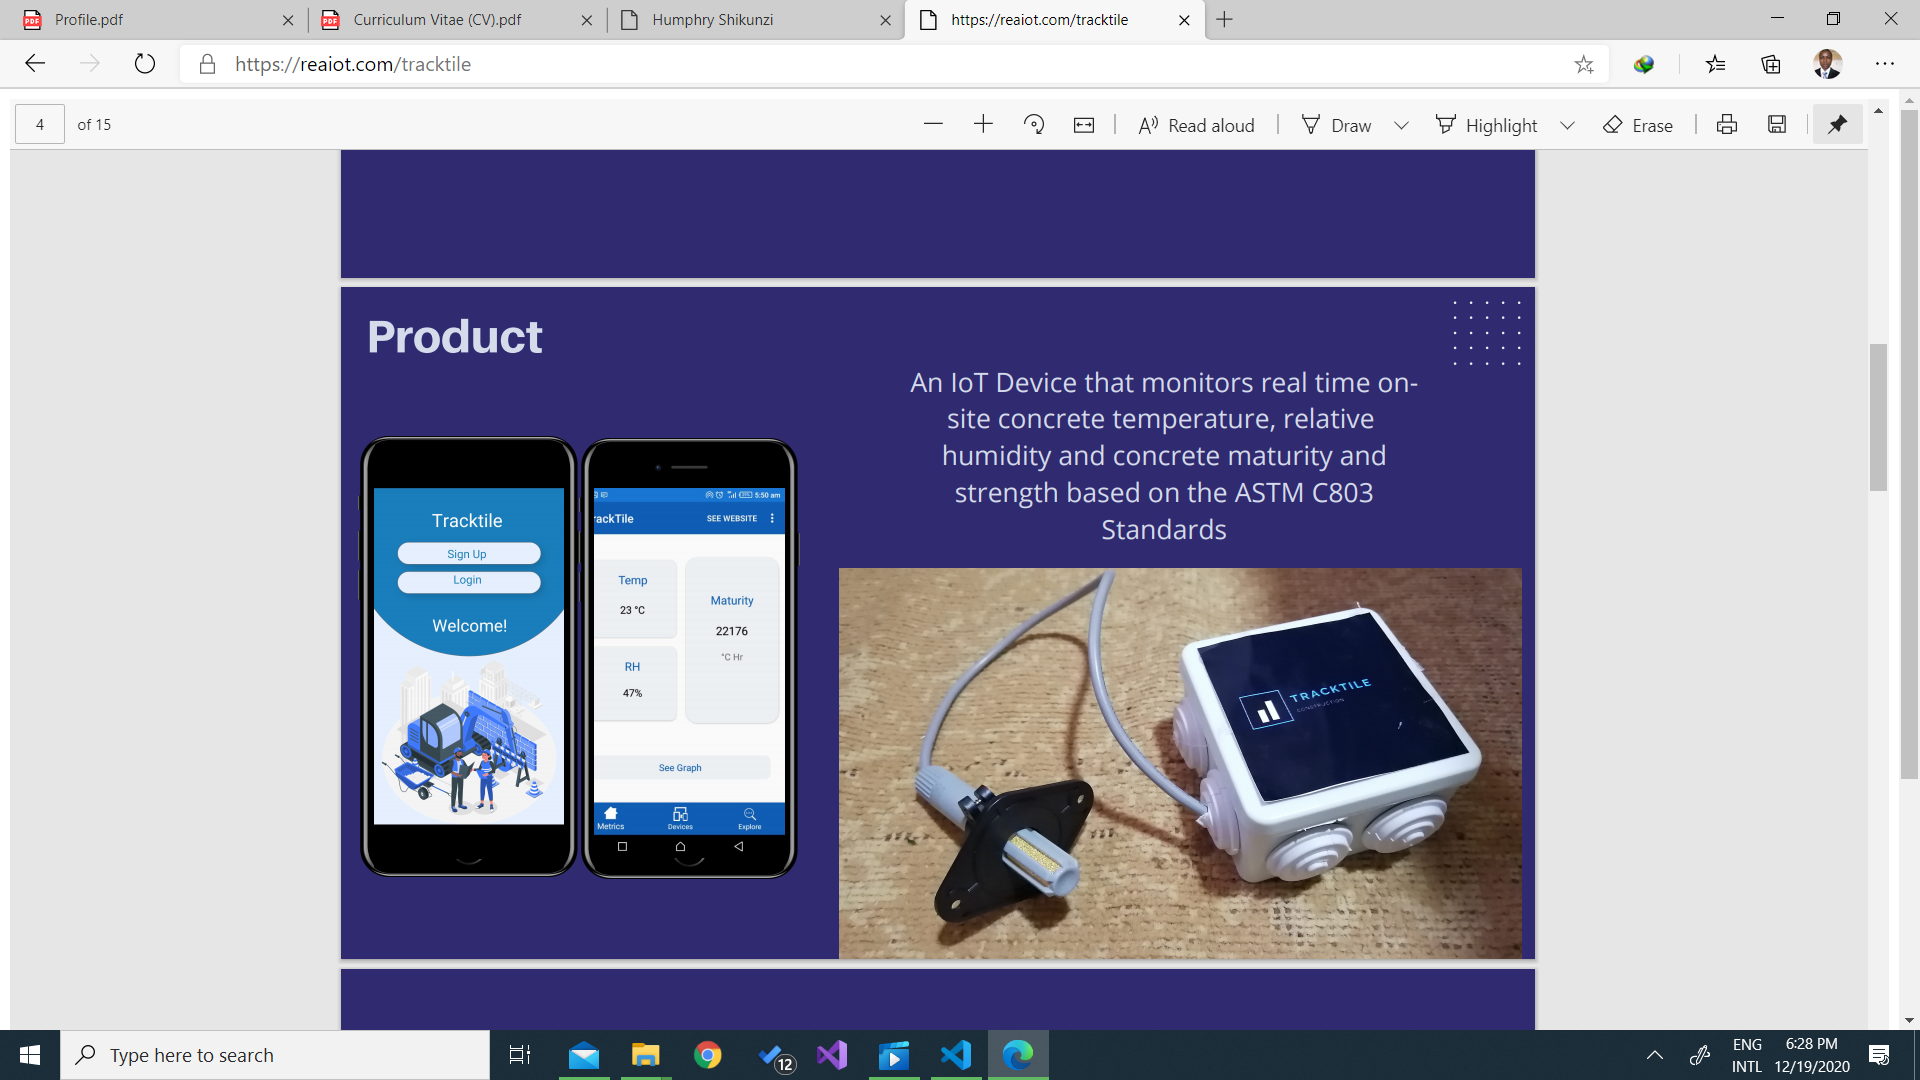 Profile.pdf
Curriculum Vitae (CV).pdf
Humphry Shikunzi
https://reaiot.com/tracktile
https://reaiot.com/tracktile
4 of 15
Read aloud
Draw
Highlight
Erase
Product
An IoT Device that monitors real time on-
site concrete temperature, relative
humidity and concrete maturity and
strength based on the ASTM C803
Standards
Tracktile
Sign Up
Login
Welcome!
5:50 am
rackTile
SEE WEBSITE
Temp
23 °C
Maturity
22176
°C Hr
RH
47%
See Graph
Metrics
Devices
Explore
TRACKTILE
CONSTRUCTION
Type here to search
12
ENG
INTL
6:28 PM
12/19/2020